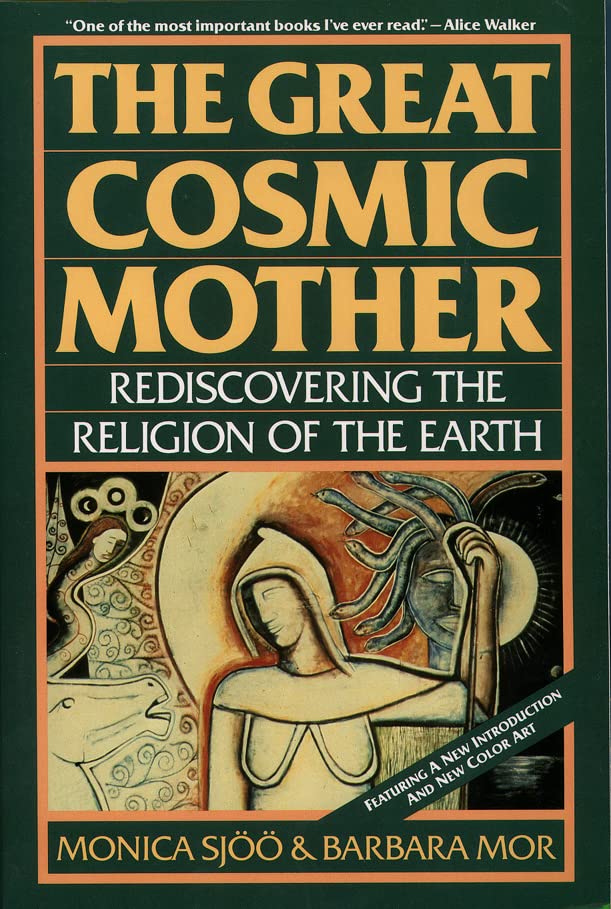 "One of the most important books I've ever read."—Alice Walker
THE GREAT
COSMIC
MOTHER
REDISCOVERING THE
RELIGION OF THE EARTH
FEATURING A NEW INTRODUCTION
AND NEW COLOR ART
MONICA SJÖÖ & BARBARA MOR